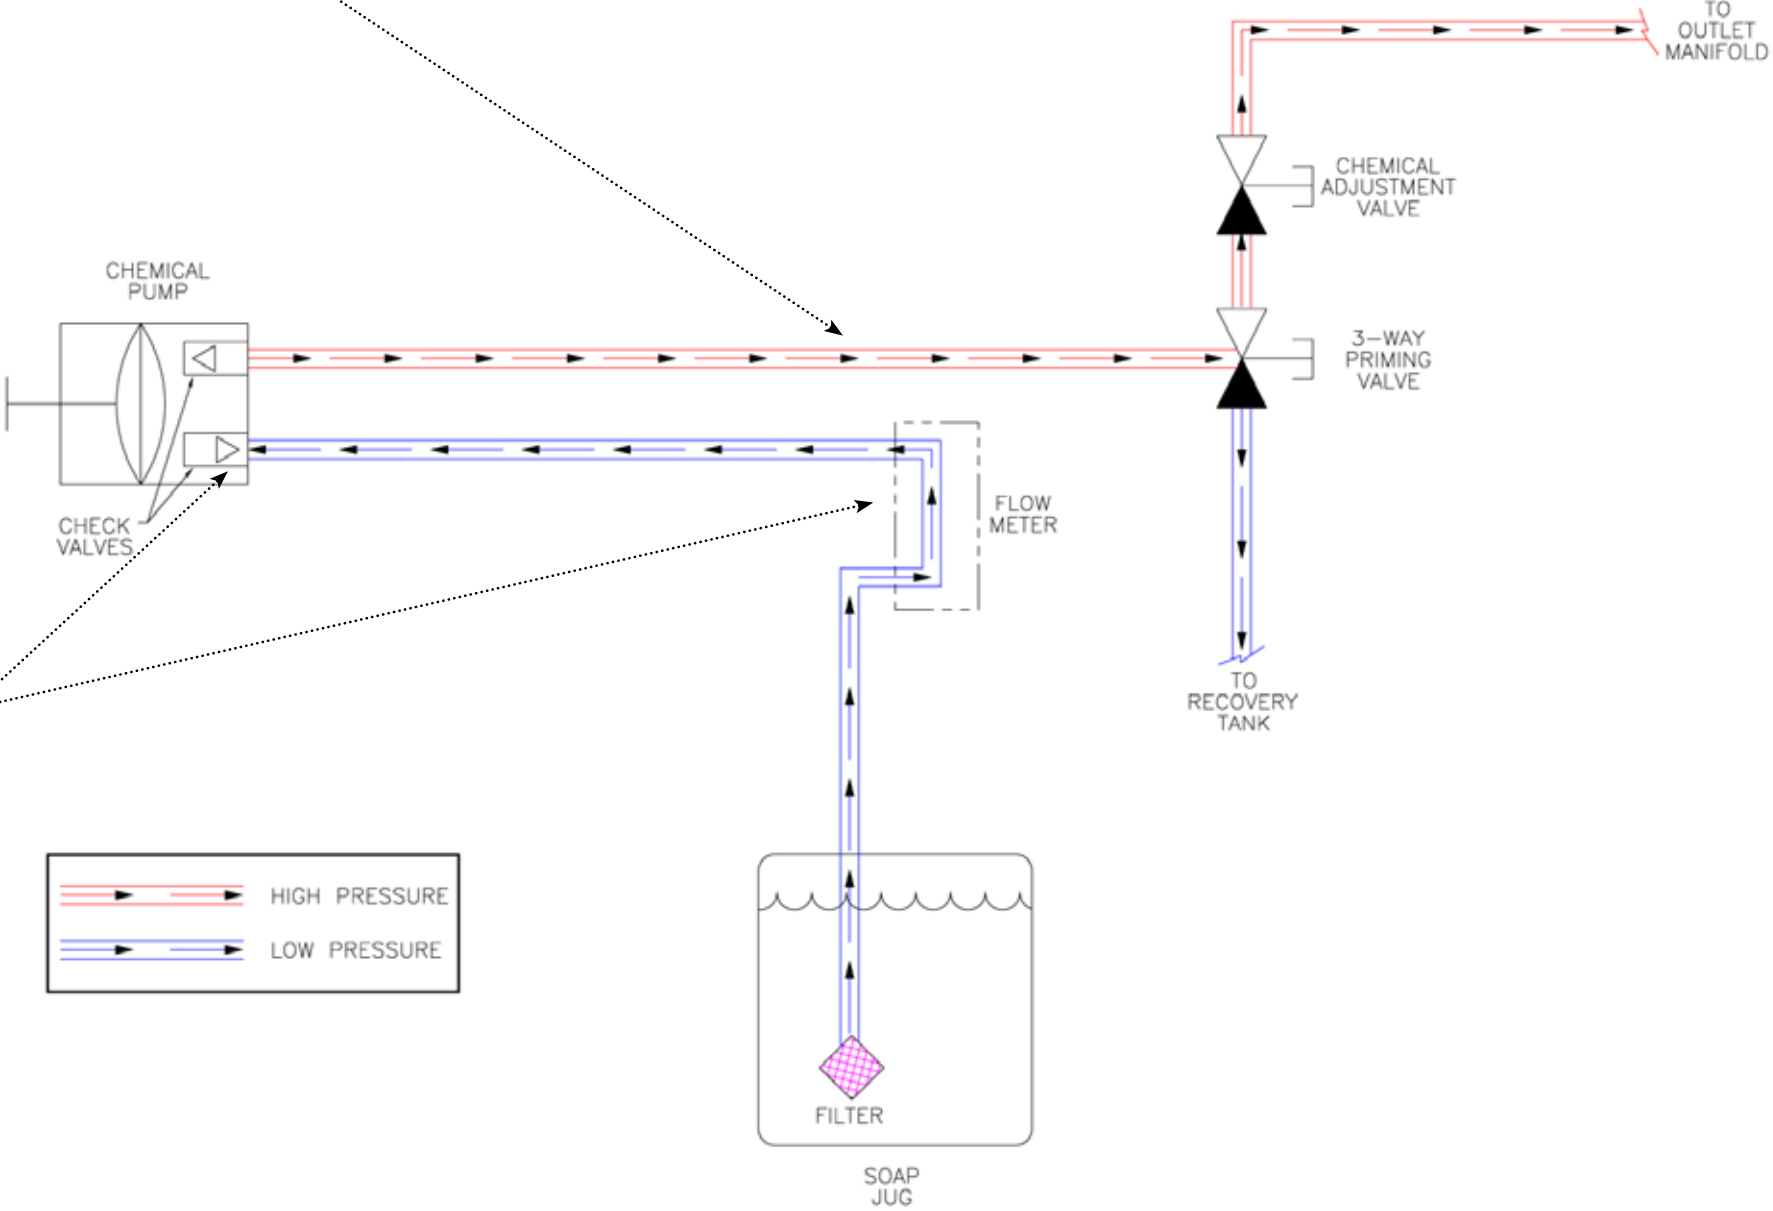 TO
OUTLET
MANIFOLD
CHEMICAL
ADJUSTMENT
VALVE
CHEMICAL
PUMP
3-WAY
PRIMING
VALVE
FLOW
METER
CHECK
VALVES
TO
RECOVERY
TANK
HIGH PRESSURE
LOW PRESSURE
FILTER
SOAP
JUG